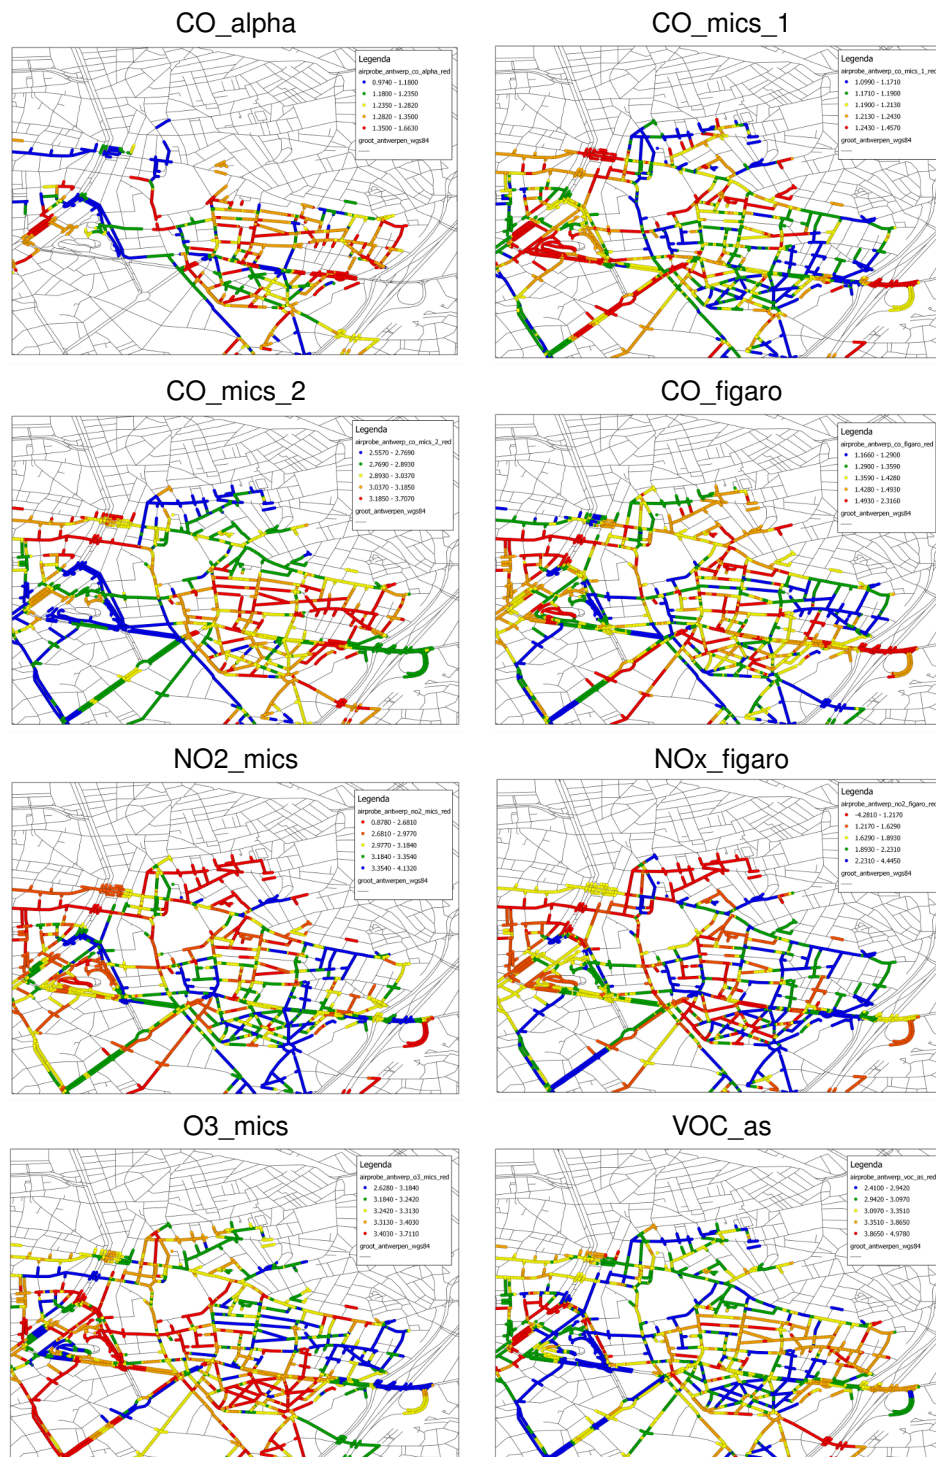 CO_alpha
Legenda
airprobe_antwerp_co_alpha_red
0.9740 - 1.1800
1.1800 - 1.2350
1.2350 - 1.2820
1.2820 - 1.3500
1.3500 - 1.6630
groot_antwerpen_wgs84
CO_mics_1
Legenda
airprobe_antwerp_co_mics_1_red
1.0990 - 1.1710
1.1710 - 1.1900
1.1900 - 1.2130
1.2130 - 1.2430
1.2430 - 1.4570
groot_antwerpen_wgs84
CO_mics_2
Legenda
airprobe_antwerp_co_mics_2_red
2.5570 - 2.7690
2.7690 - 2.8930
2.8930 - 3.0370
3.0370 - 3.1850
3.1850 - 3.7070
groot_antwerpen_wgs84
CO_figaro
Legenda
airprobe_antwerp_co_figaro_red
1.1660 - 1.2900
1.2900 - 1.3590
1.3590 - 1.4280
1.4280 - 1.4930
1.4930 - 2.3160
groot_antwerpen_wgs84
NO2_mics
Legenda
airprobe_antwerp_no2_mics_red
0.8780 - 2.6810
2.6810 - 2.9770
2.9770 - 3.1840
3.1840 - 3.3540
3.3540 - 4.1320
groot_antwerpen_wgs84
NOx_figaro
Legenda
airprobe_antwerp_no2_figaro_red
-4.2810 - 1.2170
1.2170 - 1.6290
1.6290 - 1.8930
1.8930 - 2.2310
2.2310 - 4.4450
groot_antwerpen_wgs84
O3_mics
Legenda
airprobe_antwerp_o3_mics_red
2.6280 - 3.1840
3.1840 - 3.2420
3.2420 - 3.3130
3.3130 - 3.4030
3.4030 - 3.7110
groot_antwerpen_wgs84
VOC_as
Legenda
airprobe_antwerp_voc_as_red
2.4100 - 2.9420
2.9420 - 3.0970
3.0970 - 3.3510
3.3510 - 3.8650
3.8650 - 4.9780
groot_antwerpen_wgs84